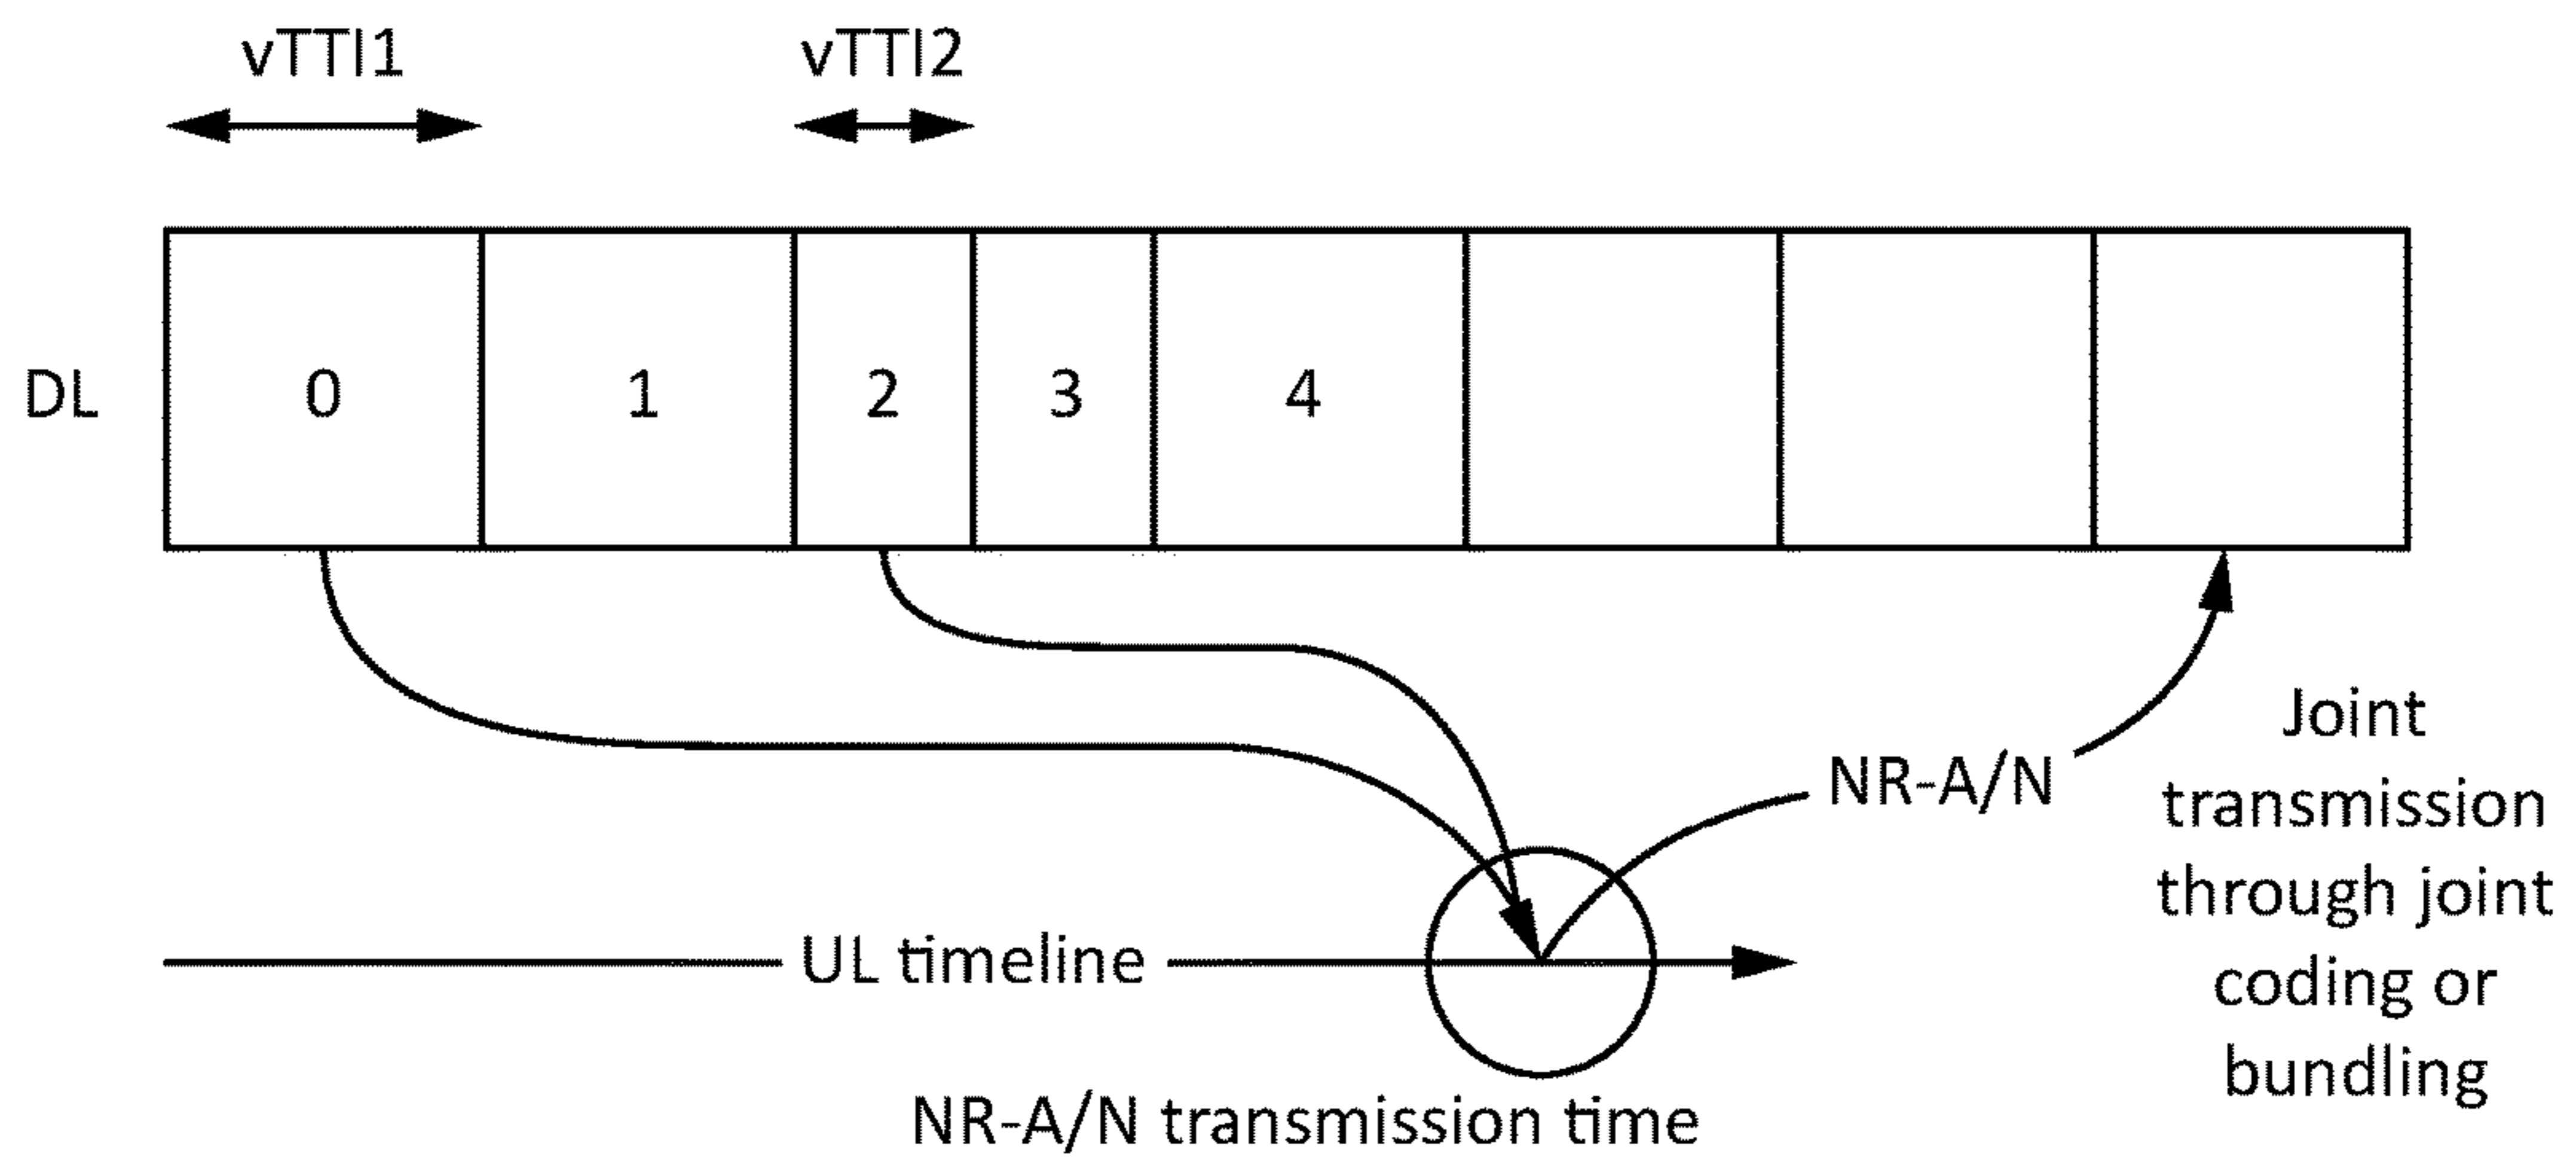 vTTI1 vTTI2
DL 0 1 2 3 4
NR-A/N
Joint
transmission
through joint
coding or
bundling
UL timeline
NR-A/N transmission time